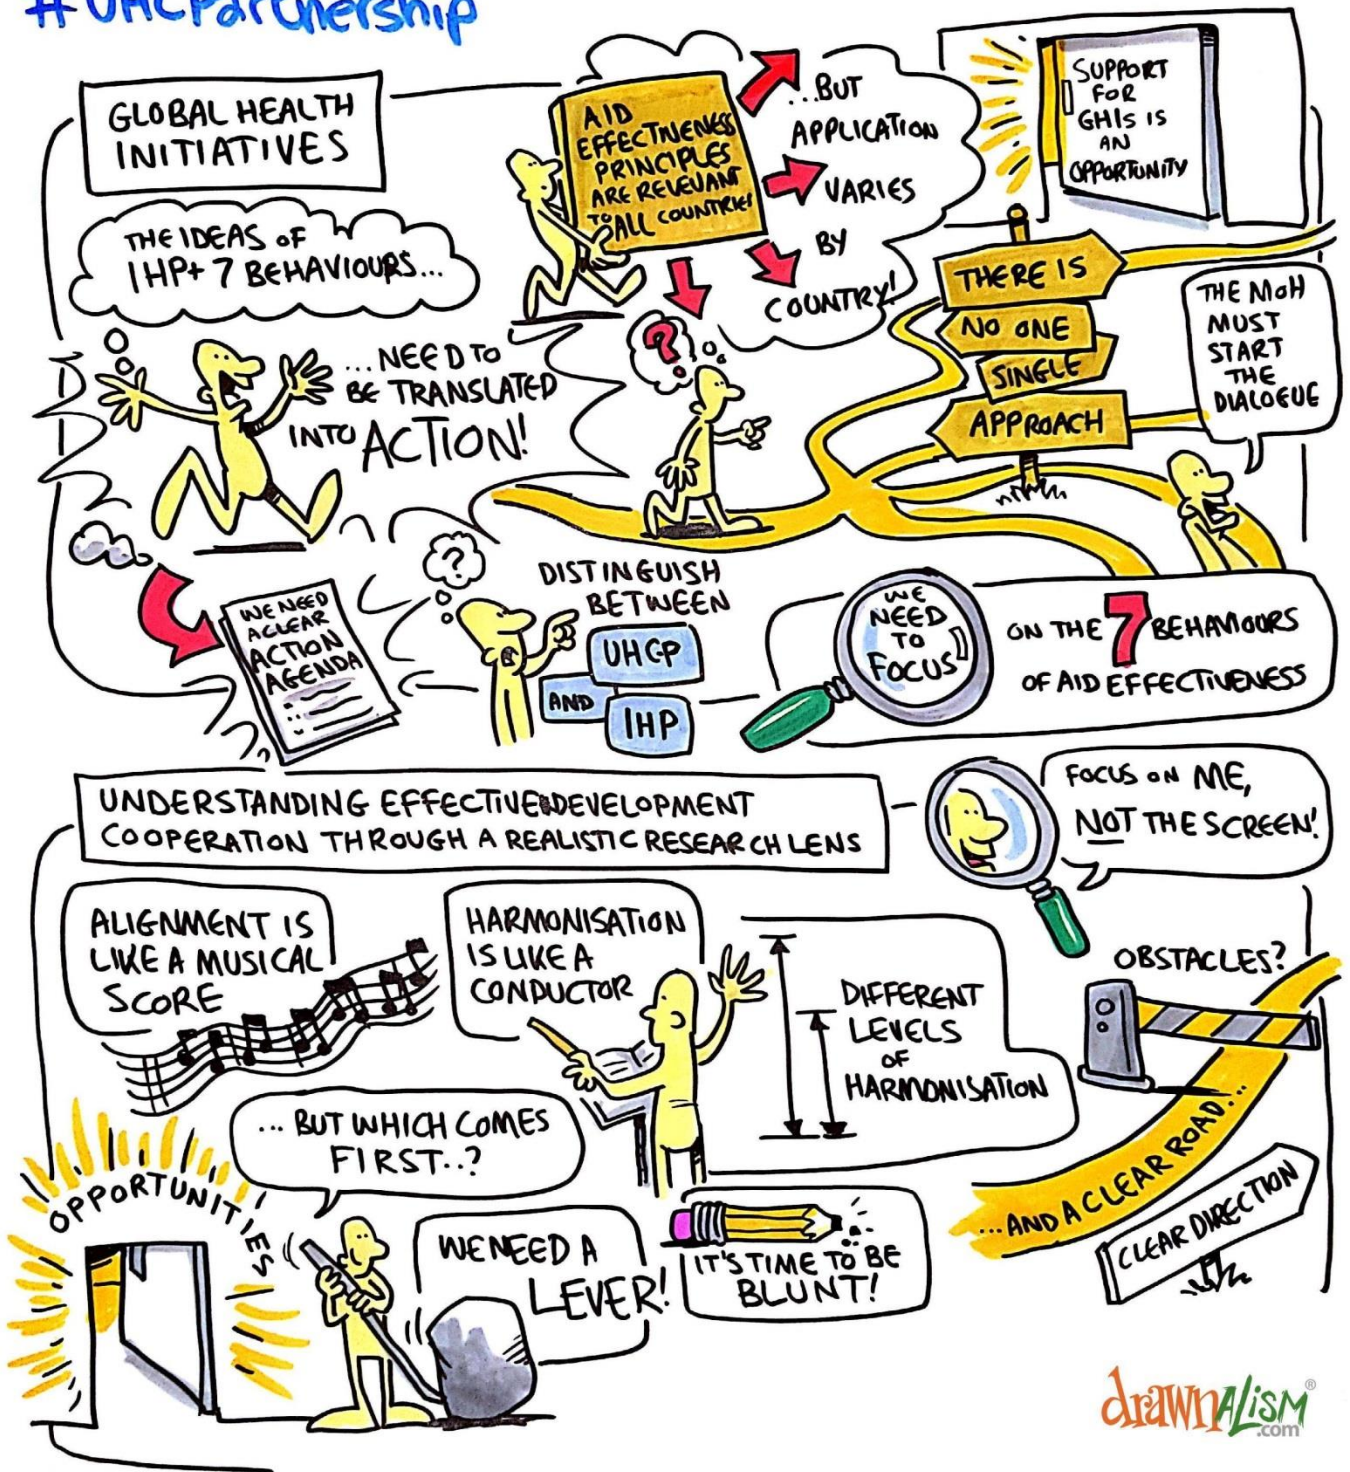 #UHCPartnership
GLOBAL HEALTH
INITIATIVES
THE IDEAS OF
IHP+ 7 BEHAVIOURS...
...NEED TO
BE TRANSLATED
INTO ACTION!
AID
EFFECTIVENESS
PRINCIPLES
ARE RELEVANT
TO ALL COUNTRIES
...BUT
APPLICATION
VARIES
BY
COUNTRY!
SUPPORT
FOR
GHIs IS
AN
OPPORTUNITY
?
THERE IS
NO ONE
SINGLE
APPROACH
THE MOH
MUST
START
THE
DIALOGUE
WE NEED
A CLEAR
ACTION
AGENDA
?
DISTINGUISH
BETWEEN
UHCP
AND
IHP
WE
NEED
TO
FOCUS
ON THE 7 BEHAVIOURS
OF AID EFFECTIVENESS
UNDERSTANDING EFFECTIVE DEVELOPMENT
COOPERATION THROUGH A REALISTIC RESEARCH LENS
FOCUS ON ME,
NOT THE SCREEN!
ALIGNMENT IS
LIKE A MUSICAL
SCORE
HARMONISATION
IS LIKE A
CONDUCTOR
DIFFERENT
LEVELS
OF
HARMONISATION
OBSTACLES?
...AND A CLEAR ROAD!...
CLEAR DIRECTION
... BUT WHICH COMES
FIRST..?
OPPORTUNITIES
WE NEED A
LEVER!
IT'S TIME TO BE
BLUNT!
drawnalism®
.com